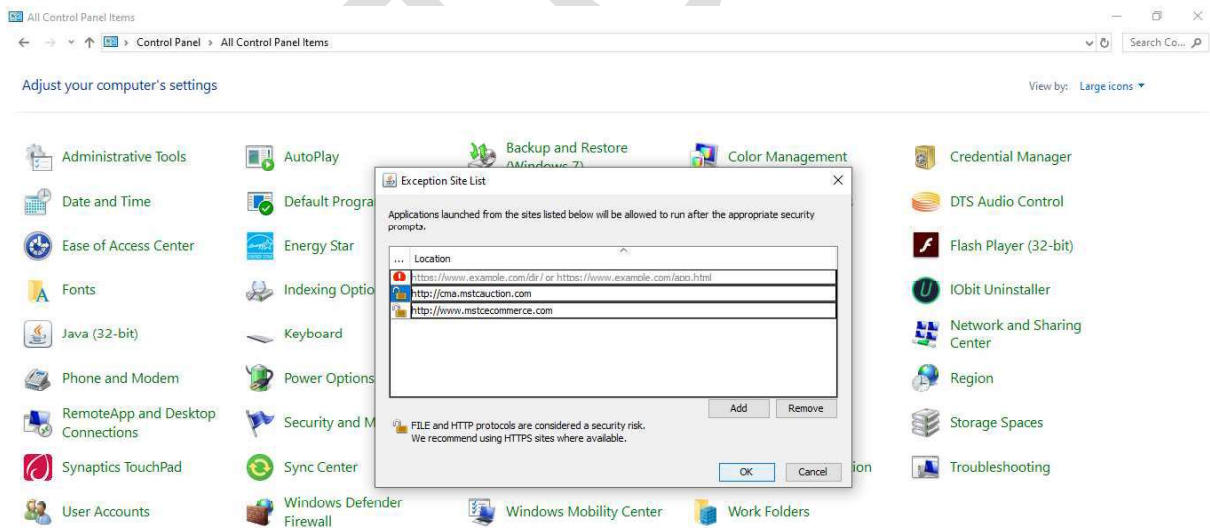 All Control Panel Items
Control Panel > All Control Panel Items
Search Co...
Adjust your computer's settings
View by: Large icons
Administrative Tools
AutoPlay
Backup and Restore
(Windows 7)
Color Management
Credential Manager
Date and Time
Default Progra
DTS Audio Control
Ease of Access Center
Energy Star
Flash Player (32-bit)
Fonts
Indexing Optio
IObit Uninstaller
Java (32-bit)
Keyboard
Network and Sharing
Center
Phone and Modem
Power Options
Region
RemoteApp and Desktop
Connections
Security and M
Storage Spaces
Synaptics TouchPad
Sync Center
ion
Troubleshooting
User Accounts
Windows Defender
Firewall
Windows Mobility Center
Work Folders
Exception Site List
Applications launched from the sites listed below will be allowed to run after the appropriate security
prompts.
... Location
https://www.example.com/dir/ or https://www.example.com/app.html
http://cma.mstcauction.com
http://www.mstcecommerce.com
Add Remove
FILE and HTTP protocols are considered a security risk.
We recommend using HTTPS sites where available.
OK Cancel